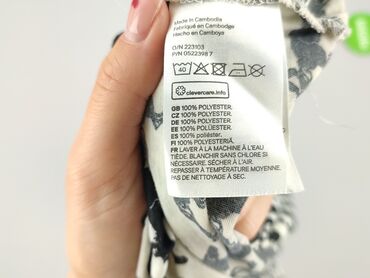 Made in Cambodia
Fabriqué en Cambodge
Hecho en Camboya
O/N 223103
P/N 0522398 7
40
clevercare.info
GB 100% POLYESTER.
CZ 100% POLYESTER.
DE 100% POLYESTER.
EE 100% POLYESTER.
ES 100% poliéster.
FI 100% POLYESTERIÄ.
FR LAVER À LA MACHINE À L'EAU
TIÈDE. BLANCHIR SANS CHLORE SI
NÉCESSAIRE. SÉCHER À L'AIR.
REPASSER À TEMPÉRATURE MOYENNE.
PAS DE NETTOYAGE À SEC.